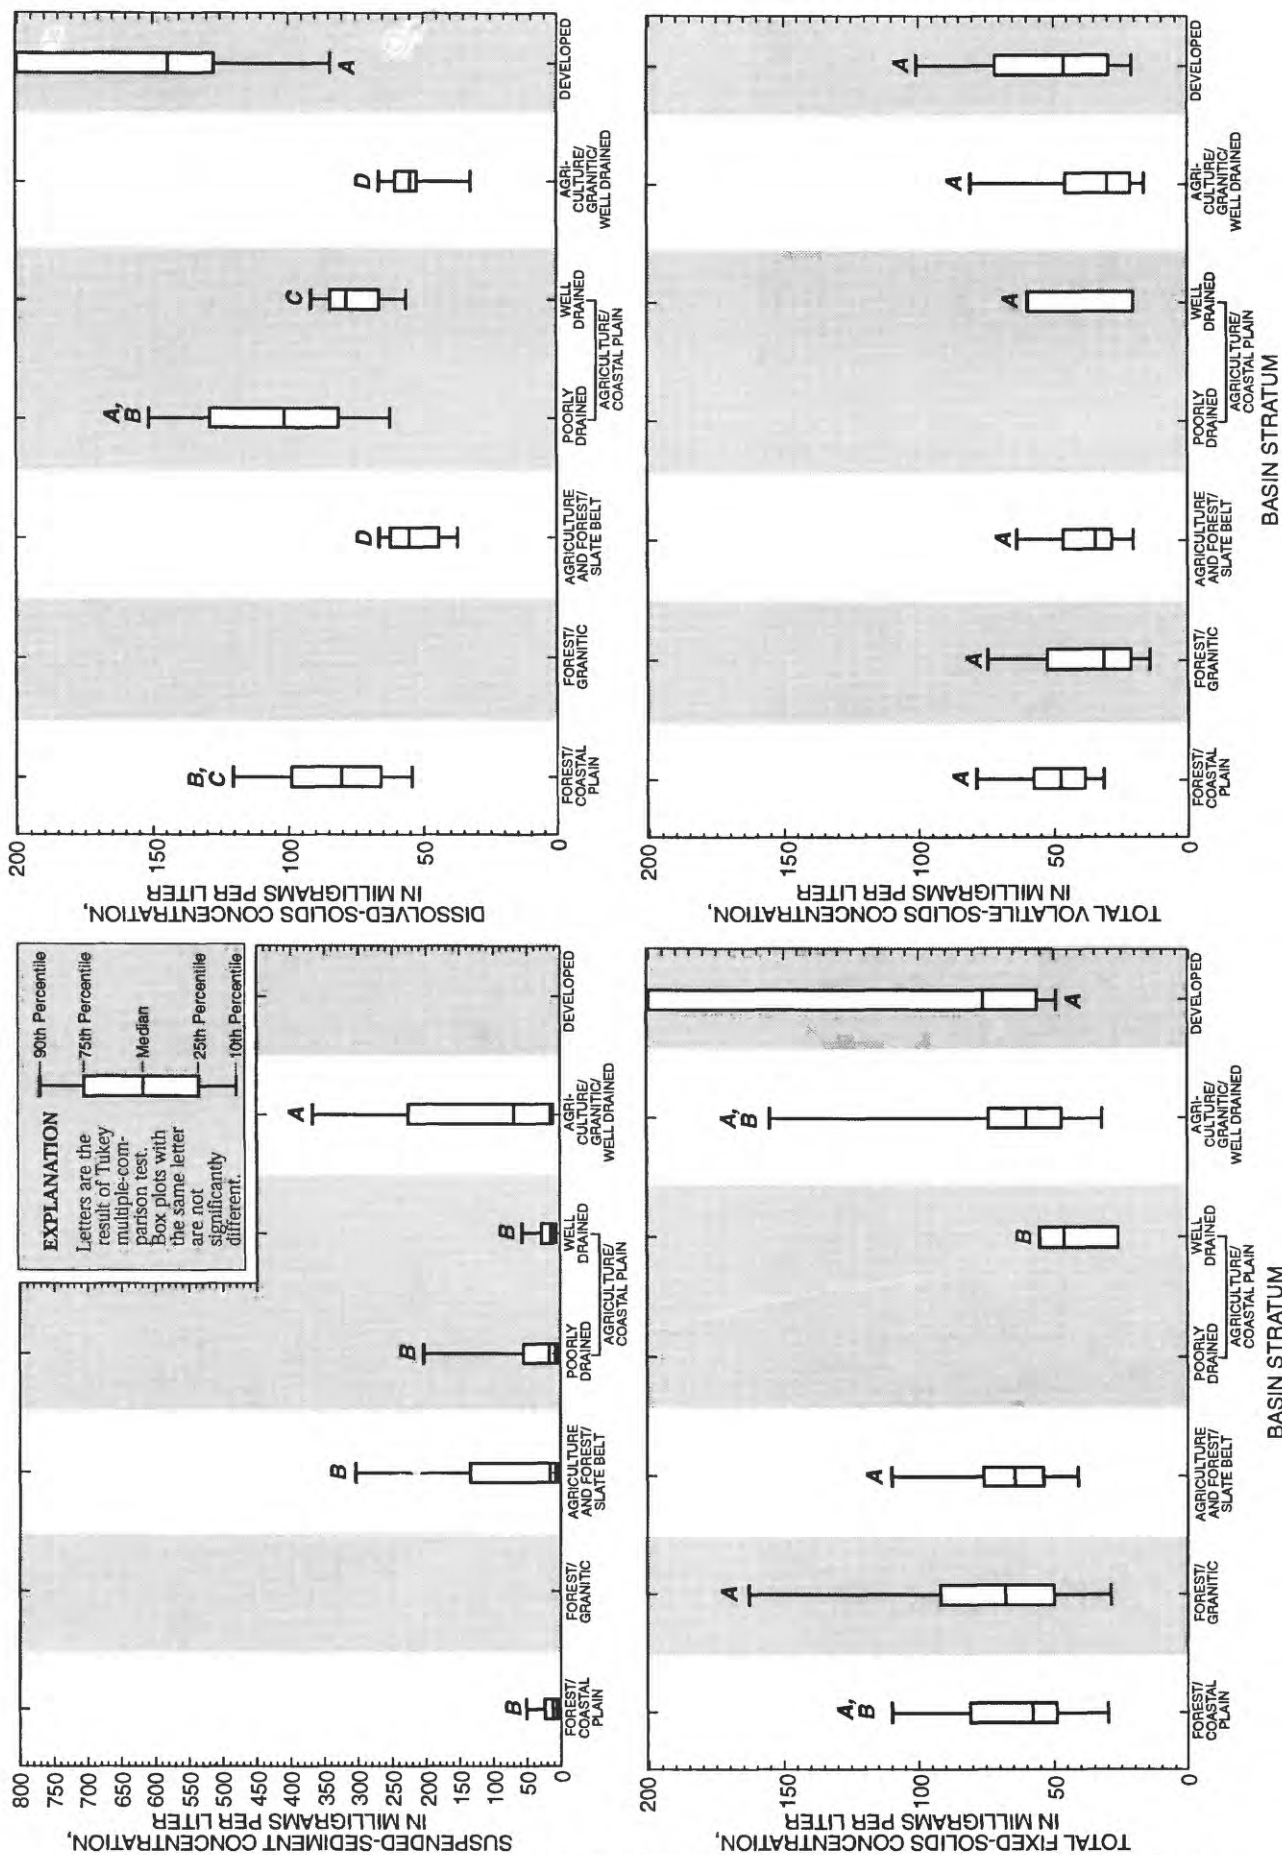 SUSPENDED-SEDIMENT CONCENTRATION,
IN MILLIGRAMS PER LITER
800
750
700
650
600
550
500
450
400
350
300
250
200
150
100
50
0
EXPLANATION
Letters are the
result of Tukey
multiple-com-
parison test.
Box plots with
the same letter
are not
significantly
different.
90th Percentile
75th Percentile
Median
25th Percentile
10th Percentile
B
B
B
B
A
FOREST/
COASTAL
PLAIN
FOREST/
GRANITIC
AGRICULTURE
AND FOREST/
SLATE BELT
POORLY
DRAINED
WELL
DRAINED
AGRICULTURE/
COASTAL PLAIN
AGRI-
CULTURE/
GRANITIC/
WELL DRAINED
DEVELOPED
DISSOLVED-SOLIDS CONCENTRATION,
IN MILLIGRAMS PER LITER
200
150
100
50
0
B,
C
D
A,
B
C
D
A
FOREST/
COASTAL
PLAIN
FOREST/
GRANITIC
AGRICULTURE
AND FOREST/
SLATE BELT
POORLY
DRAINED
WELL
DRAINED
AGRICULTURE/
COASTAL PLAIN
AGRI-
CULTURE/
GRANITIC/
WELL DRAINED
DEVELOPED
TOTAL FIXED-SOLIDS CONCENTRATION,
IN MILLIGRAMS PER LITER
200
150
100
50
0
A,
B
A
A
B
A,
B
A
FOREST/
COASTAL
PLAIN
FOREST/
GRANITIC
AGRICULTURE
AND FOREST/
SLATE BELT
POORLY
DRAINED
WELL
DRAINED
AGRICULTURE/
COASTAL PLAIN
AGRI-
CULTURE/
GRANITIC/
WELL DRAINED
DEVELOPED
BASIN STRATUM
TOTAL VOLATILE-SOLIDS CONCENTRATION,
IN MILLIGRAMS PER LITER
200
150
100
50
0
A
A
A
A
A
A
FOREST/
COASTAL
PLAIN
FOREST/
GRANITIC
AGRICULTURE
AND FOREST/
SLATE BELT
POORLY
DRAINED
WELL
DRAINED
AGRICULTURE/
COASTAL PLAIN
AGRI-
CULTURE/
GRANITIC/
WELL DRAINED
DEVELOPED
BASIN STRATUM